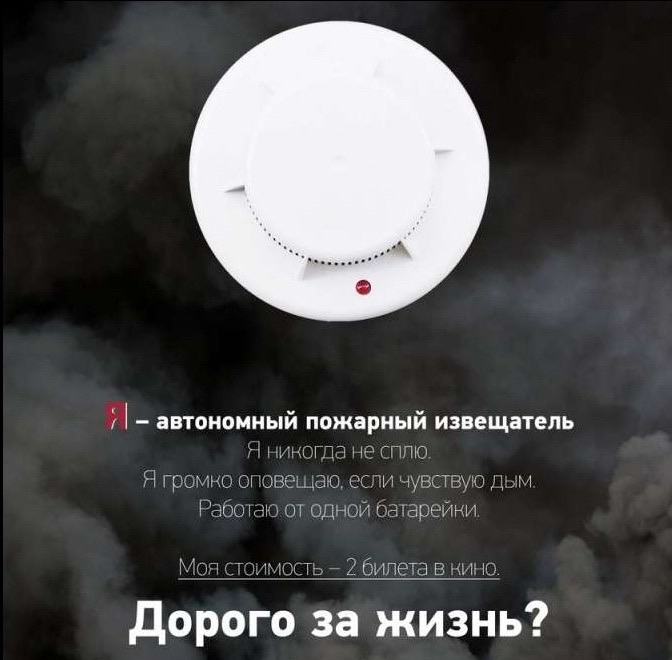 Я – автономный пожарный извещатель
Я никогда не сплю.
Я громко оповещаю, если чувствую дым.
Работаю от одной батарейки.
Моя стоимость – 2 билета в кино.
Дорого за жизнь?